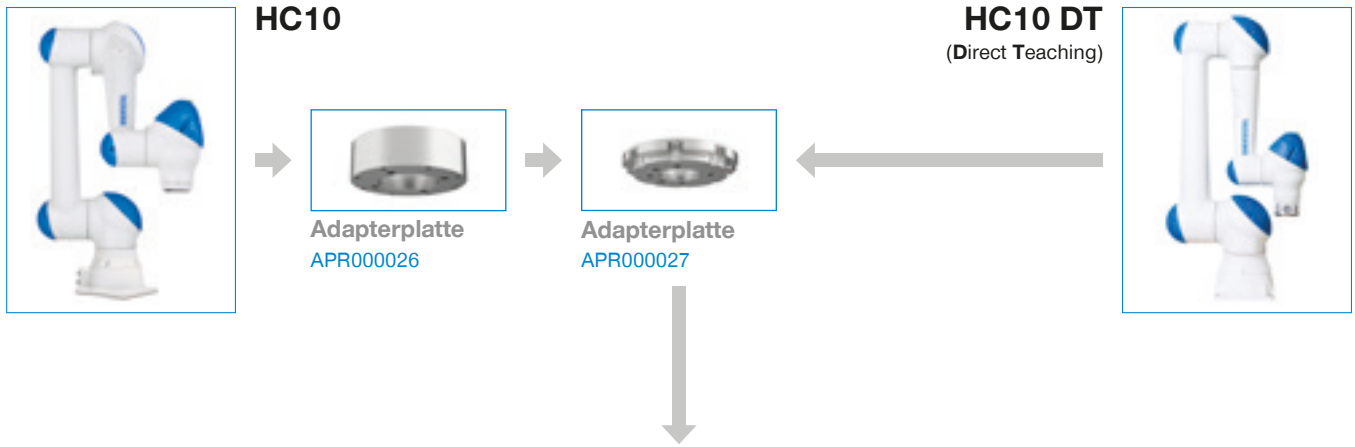 HC10
HC10 DT
(Direct Teaching)
Adapterplatte
APR000026
Adapterplatte
APR000027